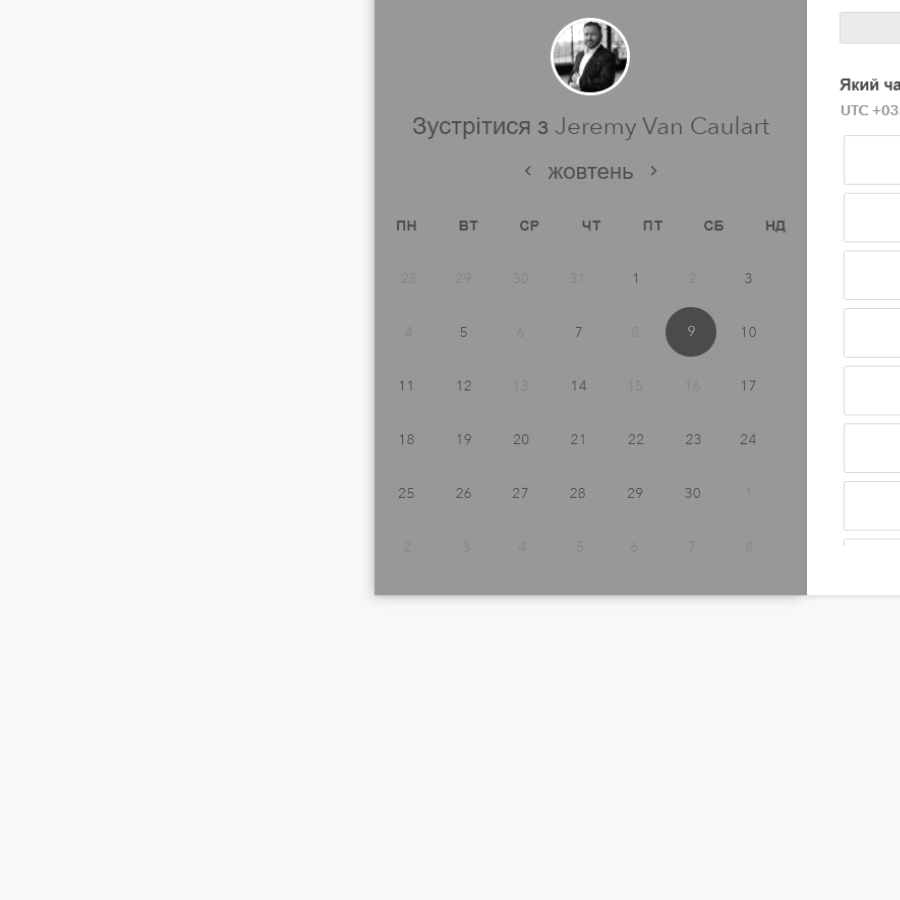 Зустрітися з Jeremy Van Caulart
жовтень
ПН ВТ СР ЧТ ПТ СБ НД
28 29 30 31 1 2 3
4 5 6 7 8 9 10
11 12 13 14 15 16 17
18 19 20 21 22 23 24
25 26 27 28 29 30 1
2 3 4 5 6 7 8
Який
UTC +03